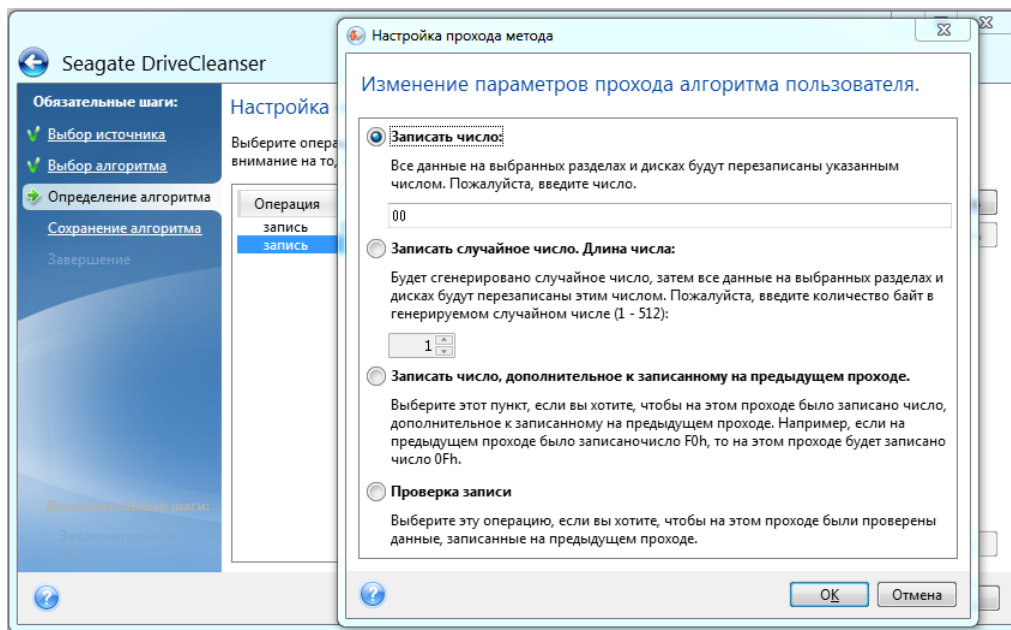 Seagate DriveCleanser
Обязательные шаги:
Выбор источника
Выбор алгоритма
Определение алгоритма
Сохранение алгоритма
Завершение
Дополнительные шаги:
Заключительные
Настройка
Выберите опера
внимание на то,
Операция
запись
запись
Настройка прохода метода
Изменение параметров прохода алгоритма пользователя.
Записать число:
Все данные на выбранных разделах и дисках будут перезаписаны указанным
числом. Пожалуйста, введите число.
00
Записать случайное число. Длина числа:
Будет сгенерировано случайное число, затем все данные на выбранных разделах и
дисках будут перезаписаны этим числом. Пожалуйста, введите количество байт в
генерируемом случайном числе (1 - 512):
1
Записать число, дополнительное к записанному на предыдущем проходе.
Выберите этот пункт, если вы хотите, чтобы на этом проходе было записано число,
дополнительное к записанному на предыдущем проходе. Например, если на
предыдущем проходе было записаночисло F0h, то на этом проходе будет записано
число 0Fh.
Проверка записи
Выберите эту операцию, если вы хотите, чтобы на этом проходе были проверены
данные, записанные на предыдущем проходе.
OK
Отмена